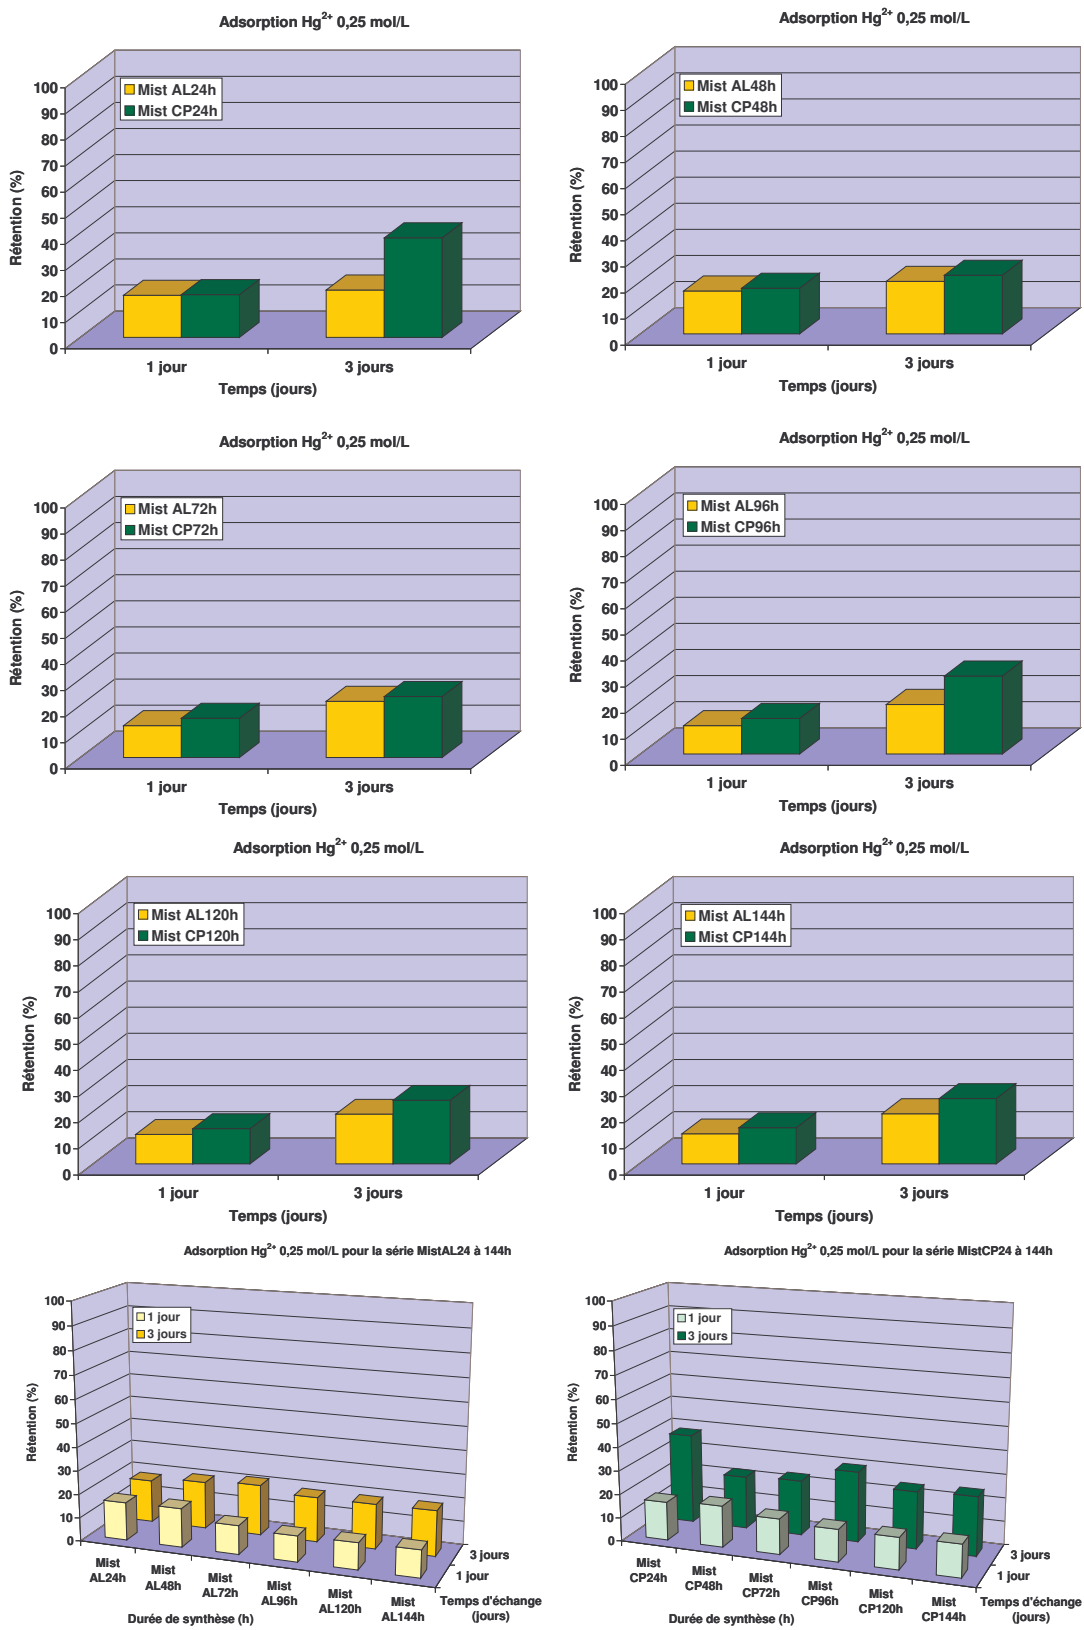 Adsorption Hg²⁺ 0,25 mol/L
Mist AL24h
Mist CP24h
Rétention (%)
100
90
80
70
60
50
40
30
20
10
0
1 jour
3 jours
Temps (jours)
Adsorption Hg²⁺ 0,25 mol/L
Mist AL48h
Mist CP48h
Rétention (%)
100
90
80
70
60
50
40
30
20
10
0
1 jour
3 jours
Temps (jours)
Adsorption Hg²⁺ 0,25 mol/L
Mist AL72h
Mist CP72h
Rétention (%)
100
90
80
70
60
50
40
30
20
10
0
1 jour
3 jours
Temps (jours)
Adsorption Hg²⁺ 0,25 mol/L
Mist AL96h
Mist CP96h
Rétention (%)
100
90
80
70
60
50
40
30
20
10
0
1 jour
3 jours
Temps (jours)
Adsorption Hg²⁺ 0,25 mol/L
Mist AL120h
Mist CP120h
Rétention (%)
100
90
80
70
60
50
40
30
20
10
0
1 jour
3 jours
Temps (jours)
Adsorption Hg²⁺ 0,25 mol/L
Mist AL144h
Mist CP144h
Rétention (%)
100
90
80
70
60
50
40
30
20
10
0
1 jour
3 jours
Temps (jours)
Adsorption Hg²⁺ 0,25 mol/L pour la série MistAL24 à 144h
1 jour
3 jours
Rétention (%)
100
90
80
70
60
50
40
30
20
10
0
Mist
AL24h
Mist
AL48h
Mist
AL72h
Mist
AL96h
Mist
AL120h
Mist
AL144h
3 jours
1 jour
Temps d'échange
(jours)
Durée de synthèse (h)
Adsorption Hg²⁺ 0,25 mol/L pour la série MistCP24 à 144h
1 jour
3 jours
Rétention (%)
100
90
80
70
60
50
40
30
20
10
0
Mist
CP24h
Mist
CP48h
Mist
CP72h
Mist
CP96h
Mist
CP120h
Mist
CP144h
3 jours
1 jour
Temps d'échange
(jours)
Durée de synthèse (h)